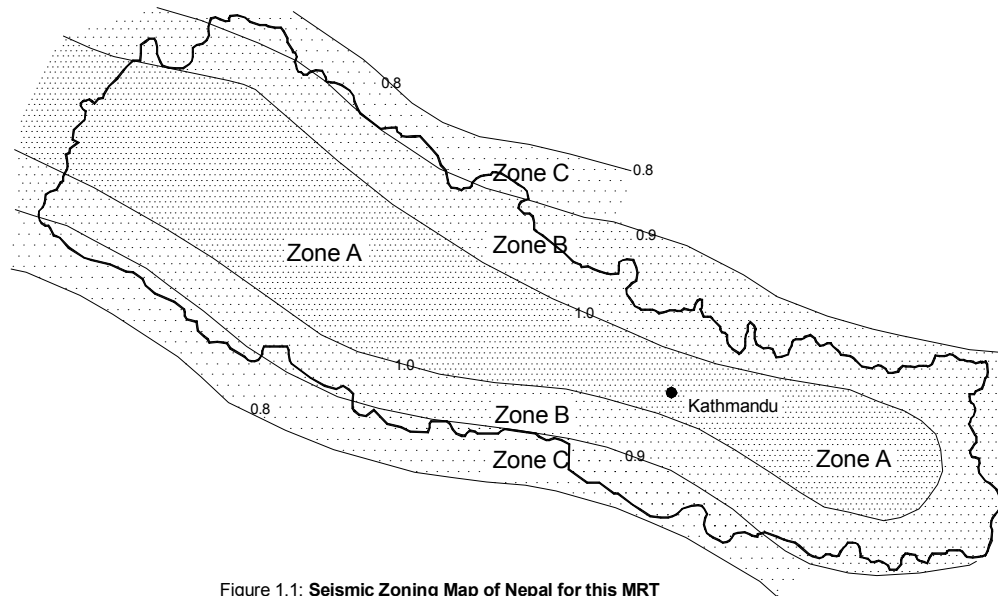 0.8
Zone C
0.8
Zone B
0.9
Zone A
1.0
1.0
Kathmandu
0.8
Zone B
Zone C
0.9
Zone A
Figure 1.1: Seismic Zoning Map of Nepal for this MRT